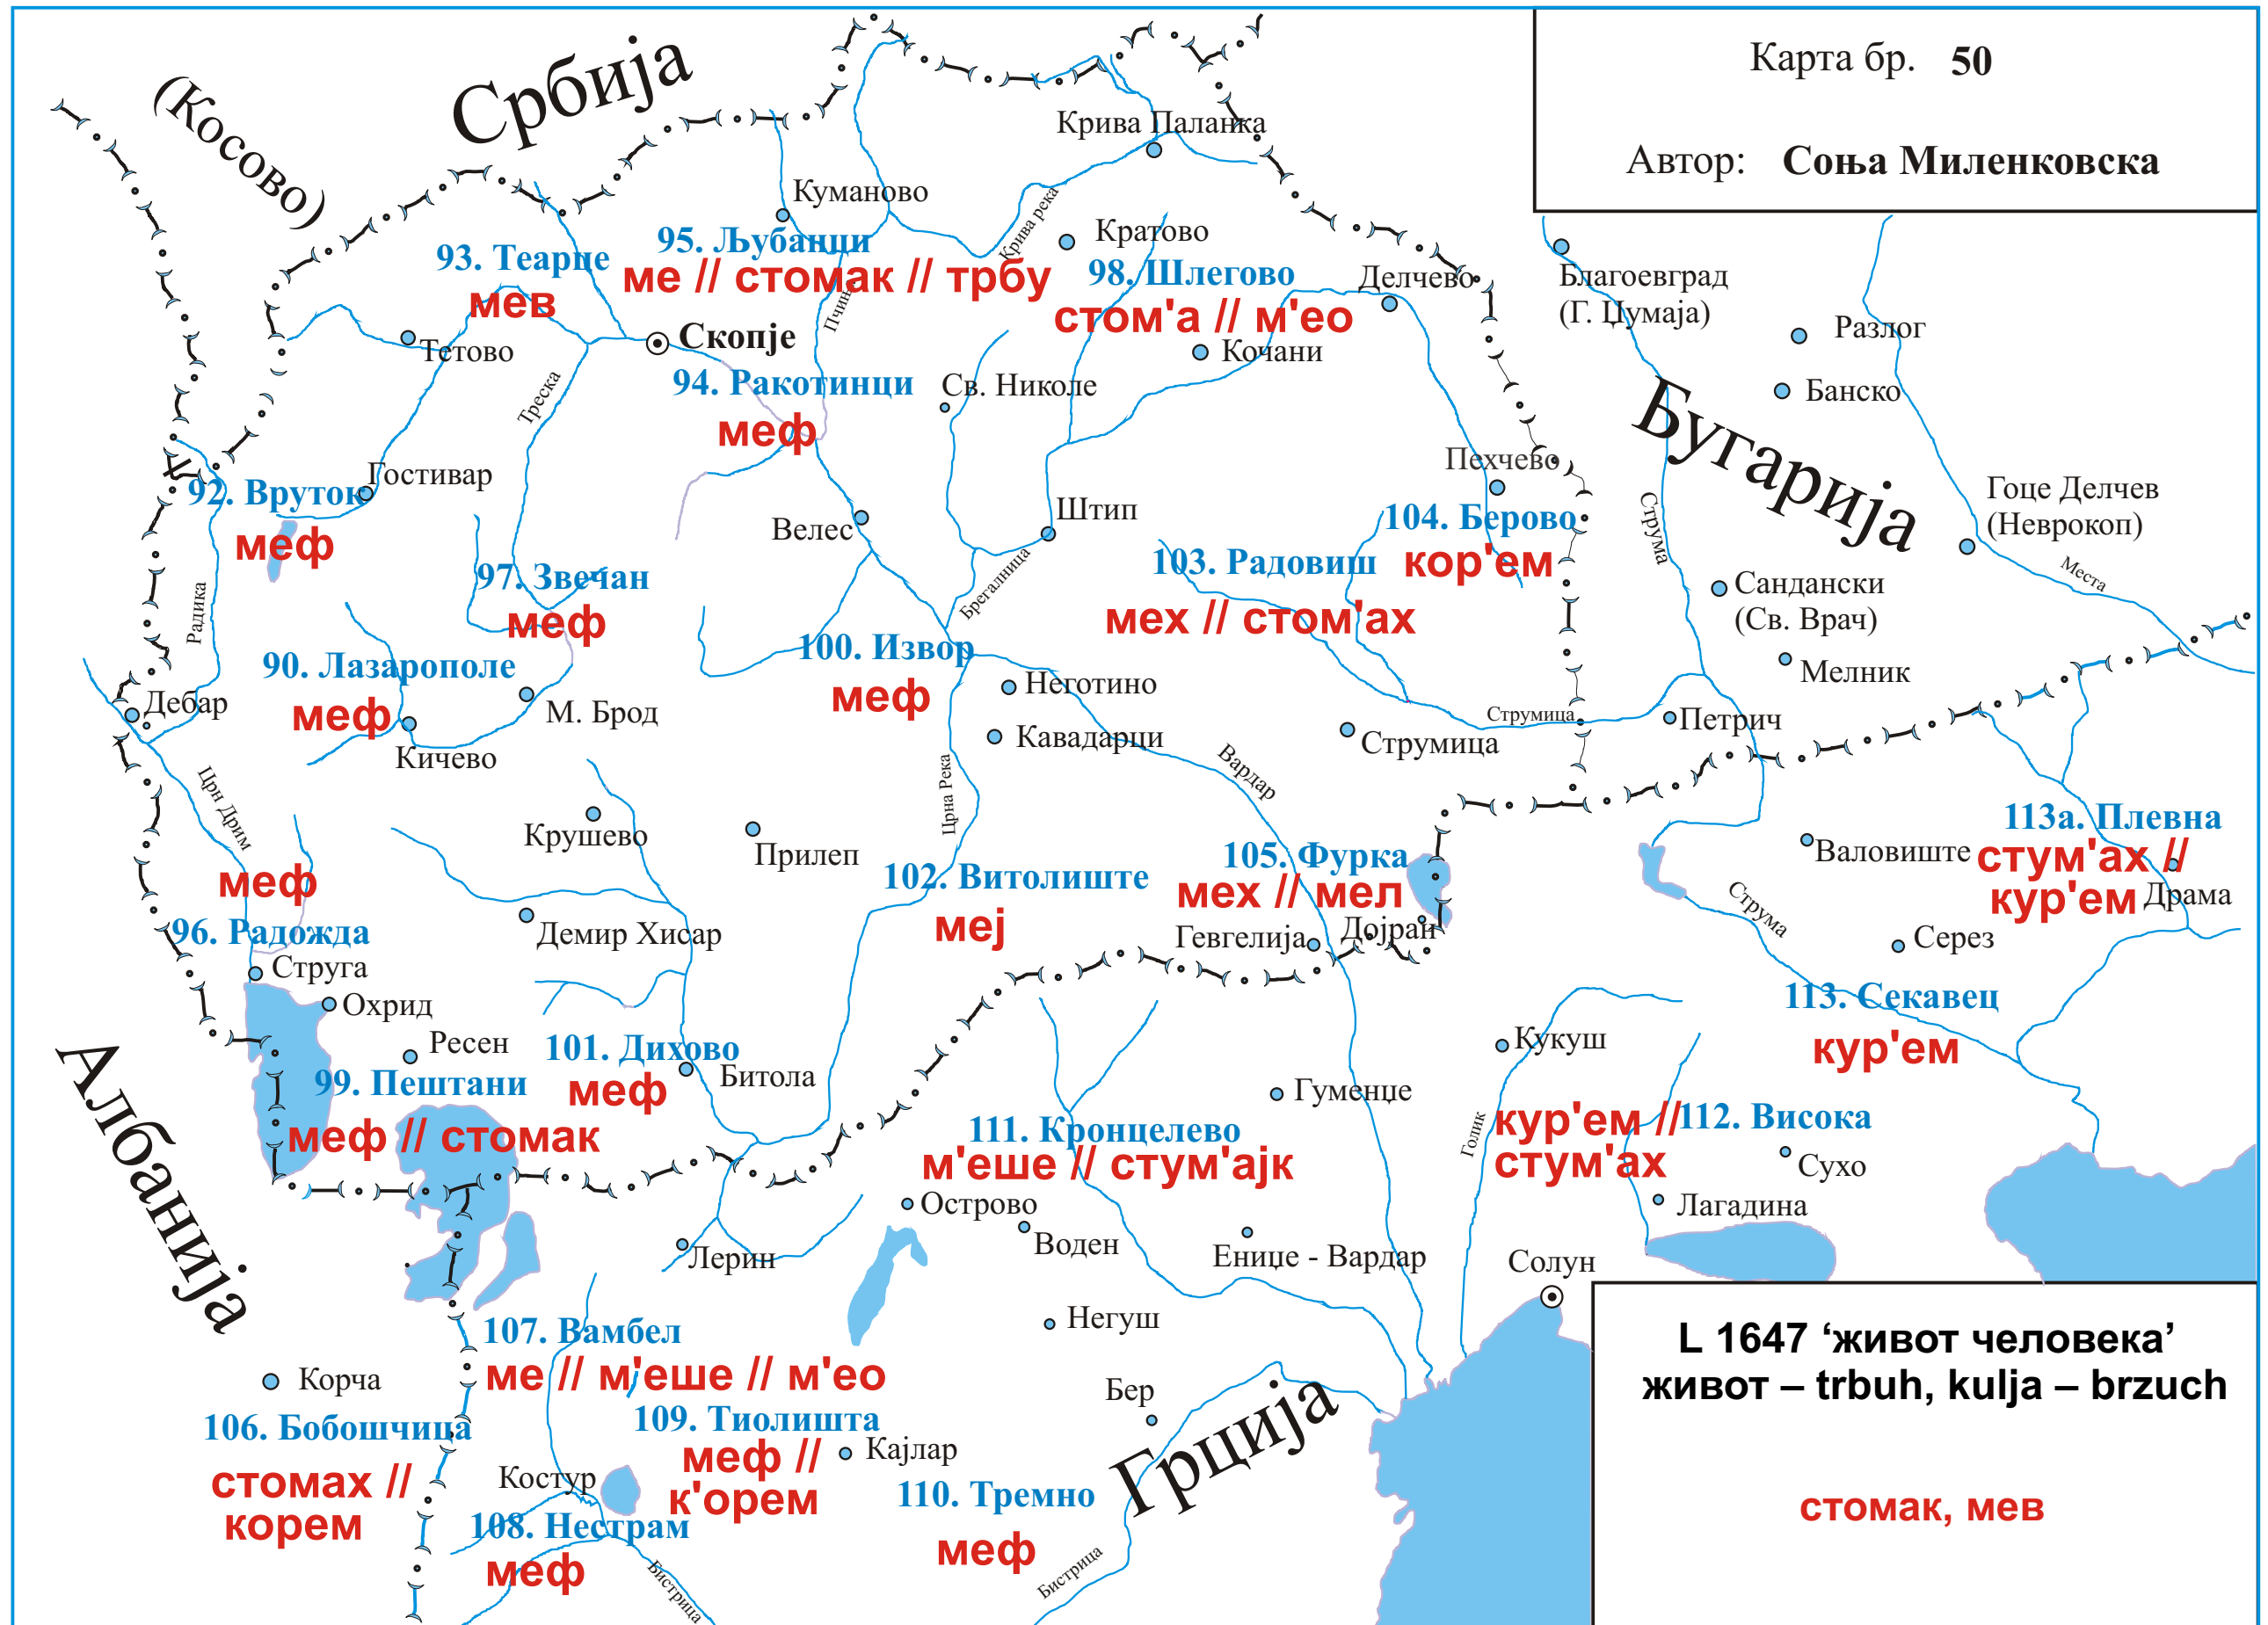 Карта бр. 50
Автор: Соња Миленковска
Србија
(Косово)
Крива Паланка
Куманово
Крива река
Кратово
95. Љубанци
ме // стомак // трбу
93. Теарце
мев
98. Шлегово
стом'а // м'ео
Делчево
Благоевград
(Г. Џумаја)
Разлог
Тетово
Скопје
Пчиња
Кочани
94. Ракотинци
меф
Св. Николе
Треска
Банско
Бугарија
Гостивар
92. Вруток
меф
Пехчево
Велес
Штип
104. Берово
кор'ем
Струма
Гоце Делчев
(Неврокоп)
Места
103. Радовиш
мех // стом'ах
97. Звечан
меф
Брегалница
Сандански
(Св. Врач)
Радика
90. Лазарополе
меф
100. Извор
меф
Мелник
Дебар
М. Брод
Неготино
Кичево
Кавадарци
Струмица
Струмица
Петрич
Црн Дрим
Црна Река
Вардар
Крушево
Прилеп
113а. Плевна
стум'ах //
кур'ем
Драма
Валовиште
105. Фурка
мех // мел
102. Витолиште
меј
меф
96. Радожда
Струга
Демир Хисар
Гевгелија
Дојран
Струма
Серез
Охрид
Ресен
101. Дихово
меф
Битола
99. Пештани
меф // стомак
113. Секавец
кур'ем
Кукуш
Гуменџе
Албанија
111. Кронцелево
м'еше // стум'ајк
Голик
кур'ем //
стум'ах
112. Висока
Сухо
Лагадина
Острово
Воден
Ениџе - Вардар
Лерин
Солун
Негуш
107. Вамбел
ме // м'еше // м'ео
Корча
Бер
Грција
106. Бобошчица
стомах //
корем
109. Тиолишта
меф //
к'орем
Кајлар
Костур
110. Тремно
меф
108. Нестрам
меф
Бистрица
Бистрица
L 1647 ‘живот человека’
живот – trbuh, kulja – brzuch
стомак, мев